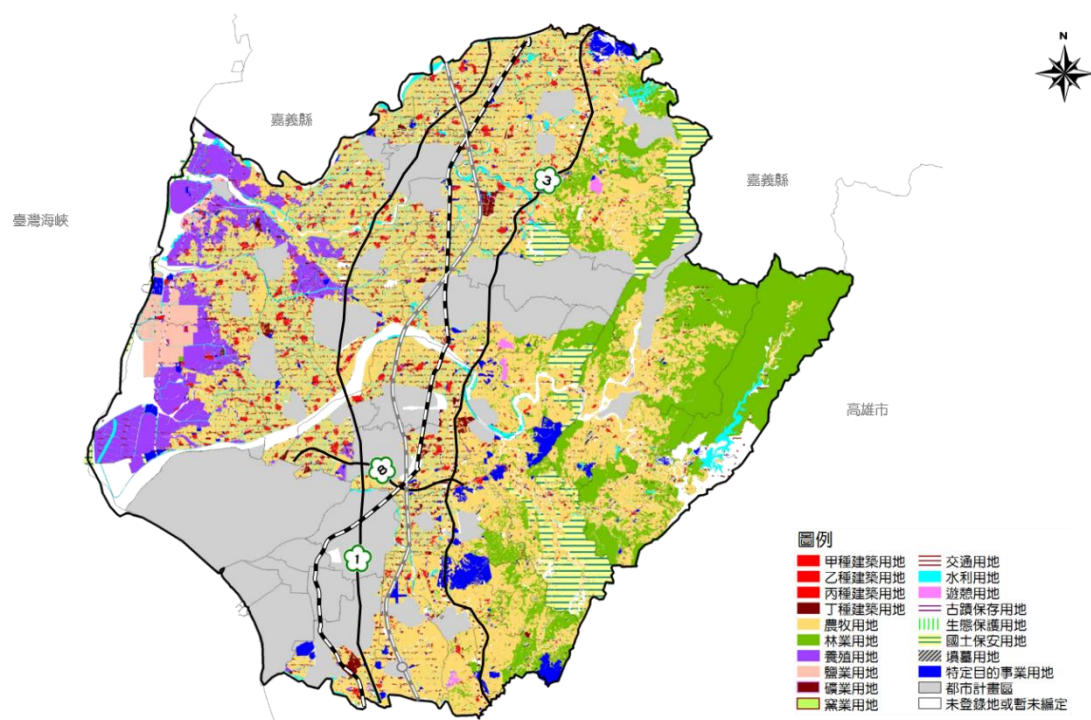 N
嘉義縣
嘉義縣
臺灣海峽
3
高雄市
8
1
圖例
甲種建築用地
乙種建築用地
丙種建築用地
丁種建築用地
農牧用地
林業用地
養殖用地
鹽業用地
礦業用地
窯業用地
交通用地
水利用地
遊憩用地
古蹟保存用地
生態保護用地
國土保安用地
墳墓用地
特定目的事業用地
都市計畫區
未登錄地或暫未編定